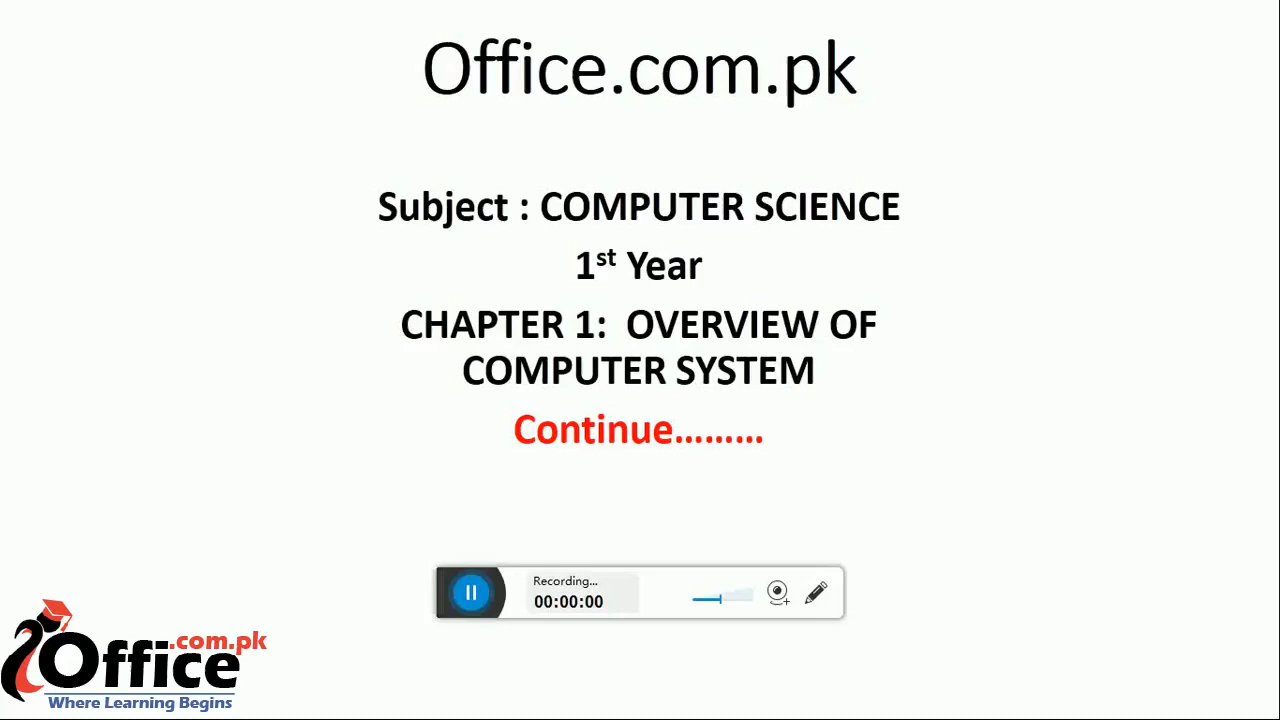 Office.com.pk
Subject : COMPUTER SCIENCE
1st Year
CHAPTER 1: OVERVIEW OF
COMPUTER SYSTEM
Continue.........
Recording...
00:00:00
Office.com.pk
Where Learning Begins